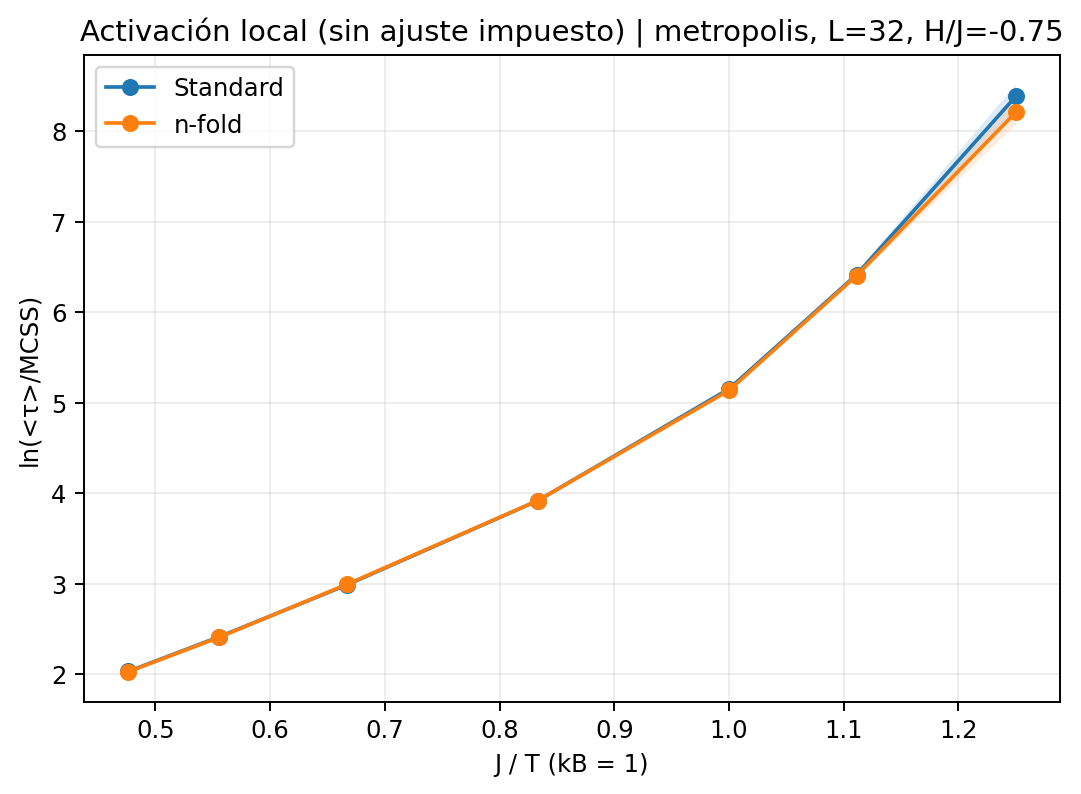 Activación local (sin ajuste impuesto) | metropolis, L=32, H/J=-0.75
Standard
n-fold
8
7
6
5
4
3
2
ln(<τ>/MCSS)
0.5 0.6 0.7 0.8 0.9 1.0 1.1 1.2
J / T (kB = 1)